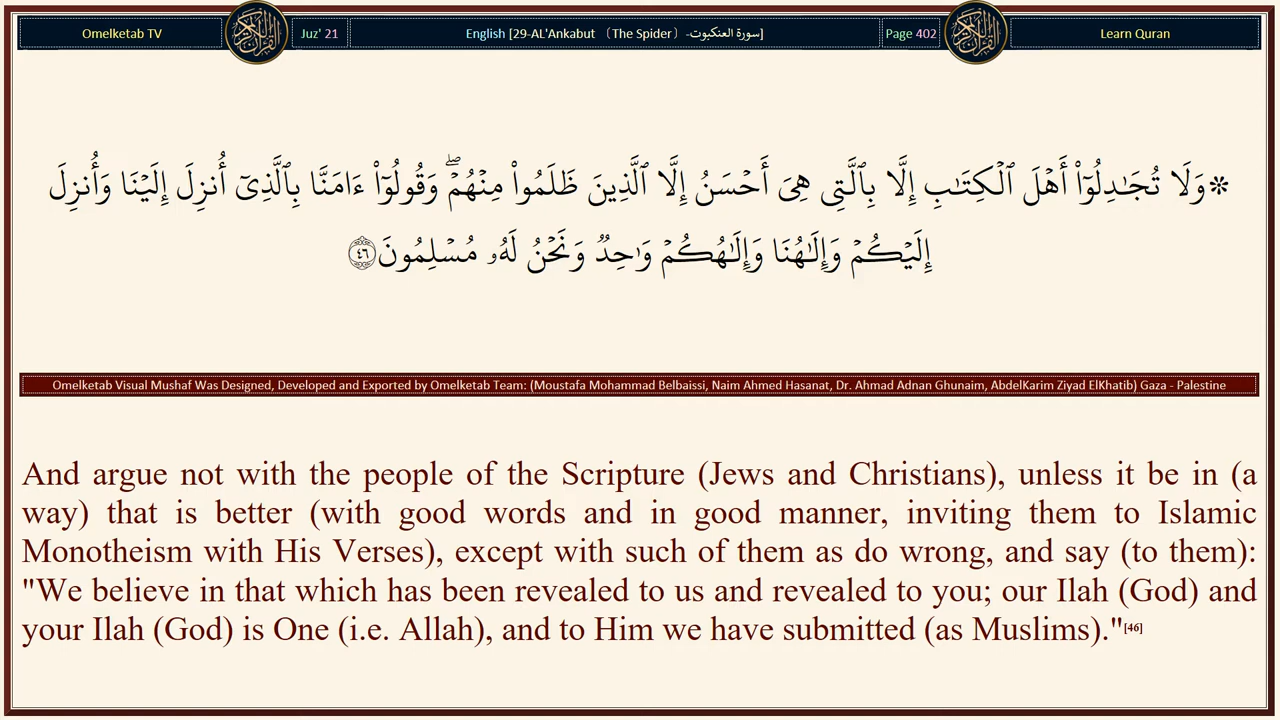 Omelketab TV
Juz' 21
English [29-AL'Ankabut （The Spider）-سورة العنكبوت]
Page 402
Learn Quran
۞ وَلَا تُجَٰدِلُوٓا۟ أَهْلَ ٱلْكِتَٰبِ إِلَّا بِٱلَّتِى هِىَ أَحْسَنُ إِلَّا ٱلَّذِينَ ظَلَمُوا۟ مِنْهُمْ ۖ وَقُولُوٓا۟ ءَامَنَّا بِٱلَّذِىٓ أُنزِلَ إِلَيْنَا وَأُنزِلَ
إِلَيْكُمْ وَإِلَٰهُنَا وَإِلَٰهُكُمْ وَٰحِدٌ وَنَحْنُ لَهُۥ مُسْلِمُونَ ٤٦
Omelketab Visual Mushaf Was Designed, Developed and Exported by Omelketab Team: (Moustafa Mohammad Belbaissi, Naim Ahmed Hasanat, Dr. Ahmad Adnan Ghunaim, AbdelKarim Ziyad ElKhatib) Gaza - Palestine
And argue not with the people of the Scripture (Jews and Christians), unless it be in (a
way) that is better (with good words and in good manner, inviting them to Islamic
Monotheism with His Verses), except with such of them as do wrong, and say (to them):
"We believe in that which has been revealed to us and revealed to you; our Ilah (God) and
your Ilah (God) is One (i.e. Allah), and to Him we have submitted (as Muslims)."[46]